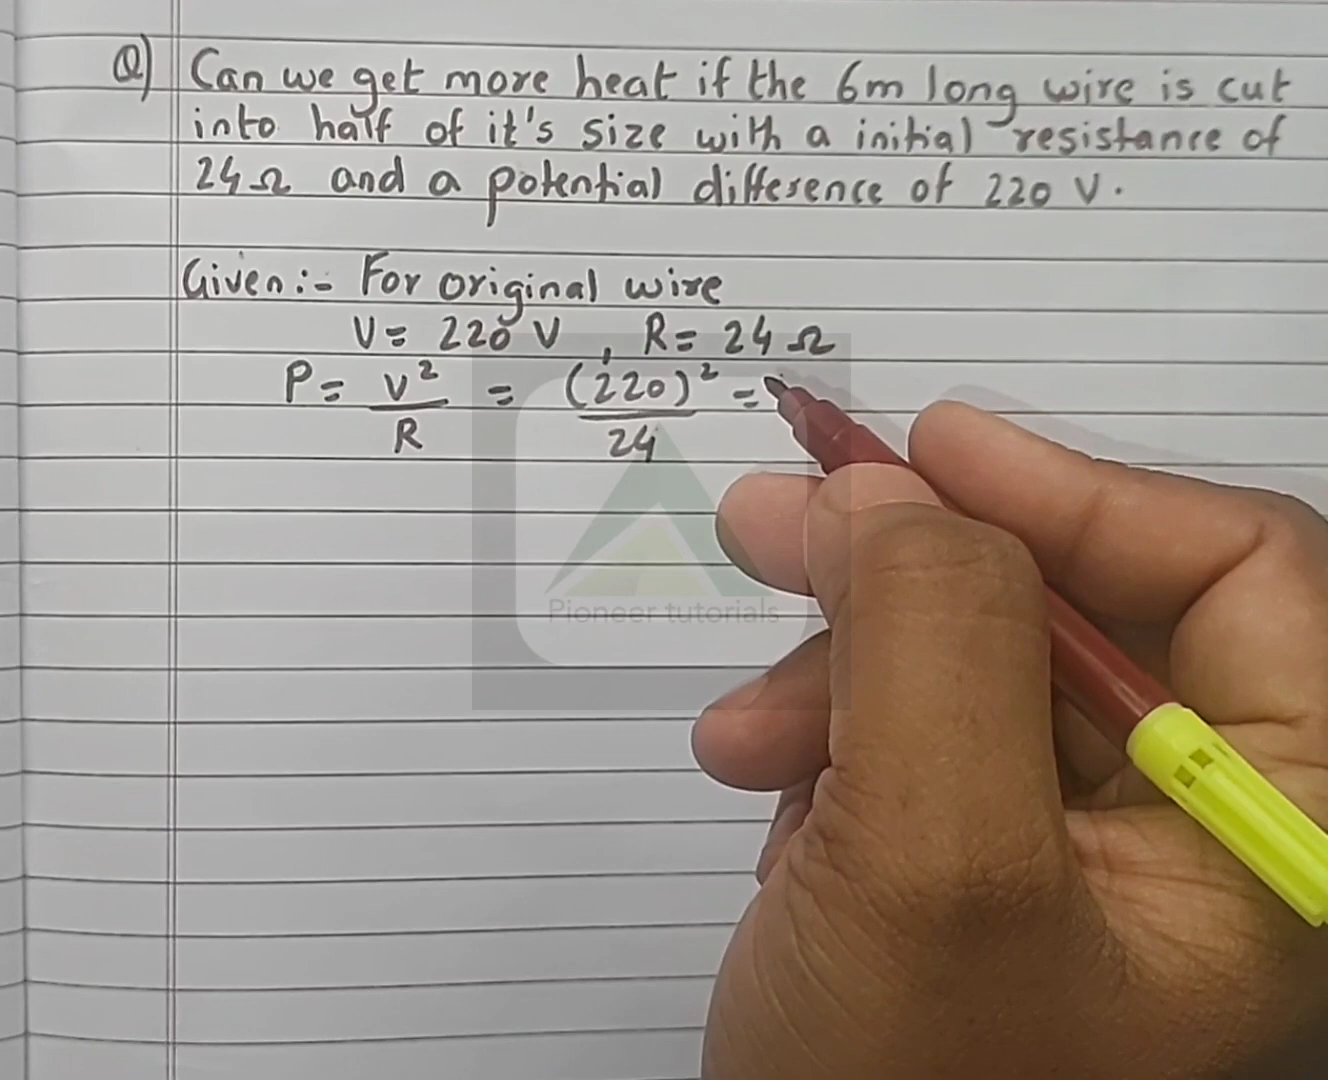 Q) Can we get more heat if the 6m long wire is cut
into half of it's size with a initial resistance of
24Ω and a potential difference of 220 V.
Given:- For original wire
V= 220 V , R= 24 Ω
P= V²/R = (220)²/24 =
Pioneer tutorials